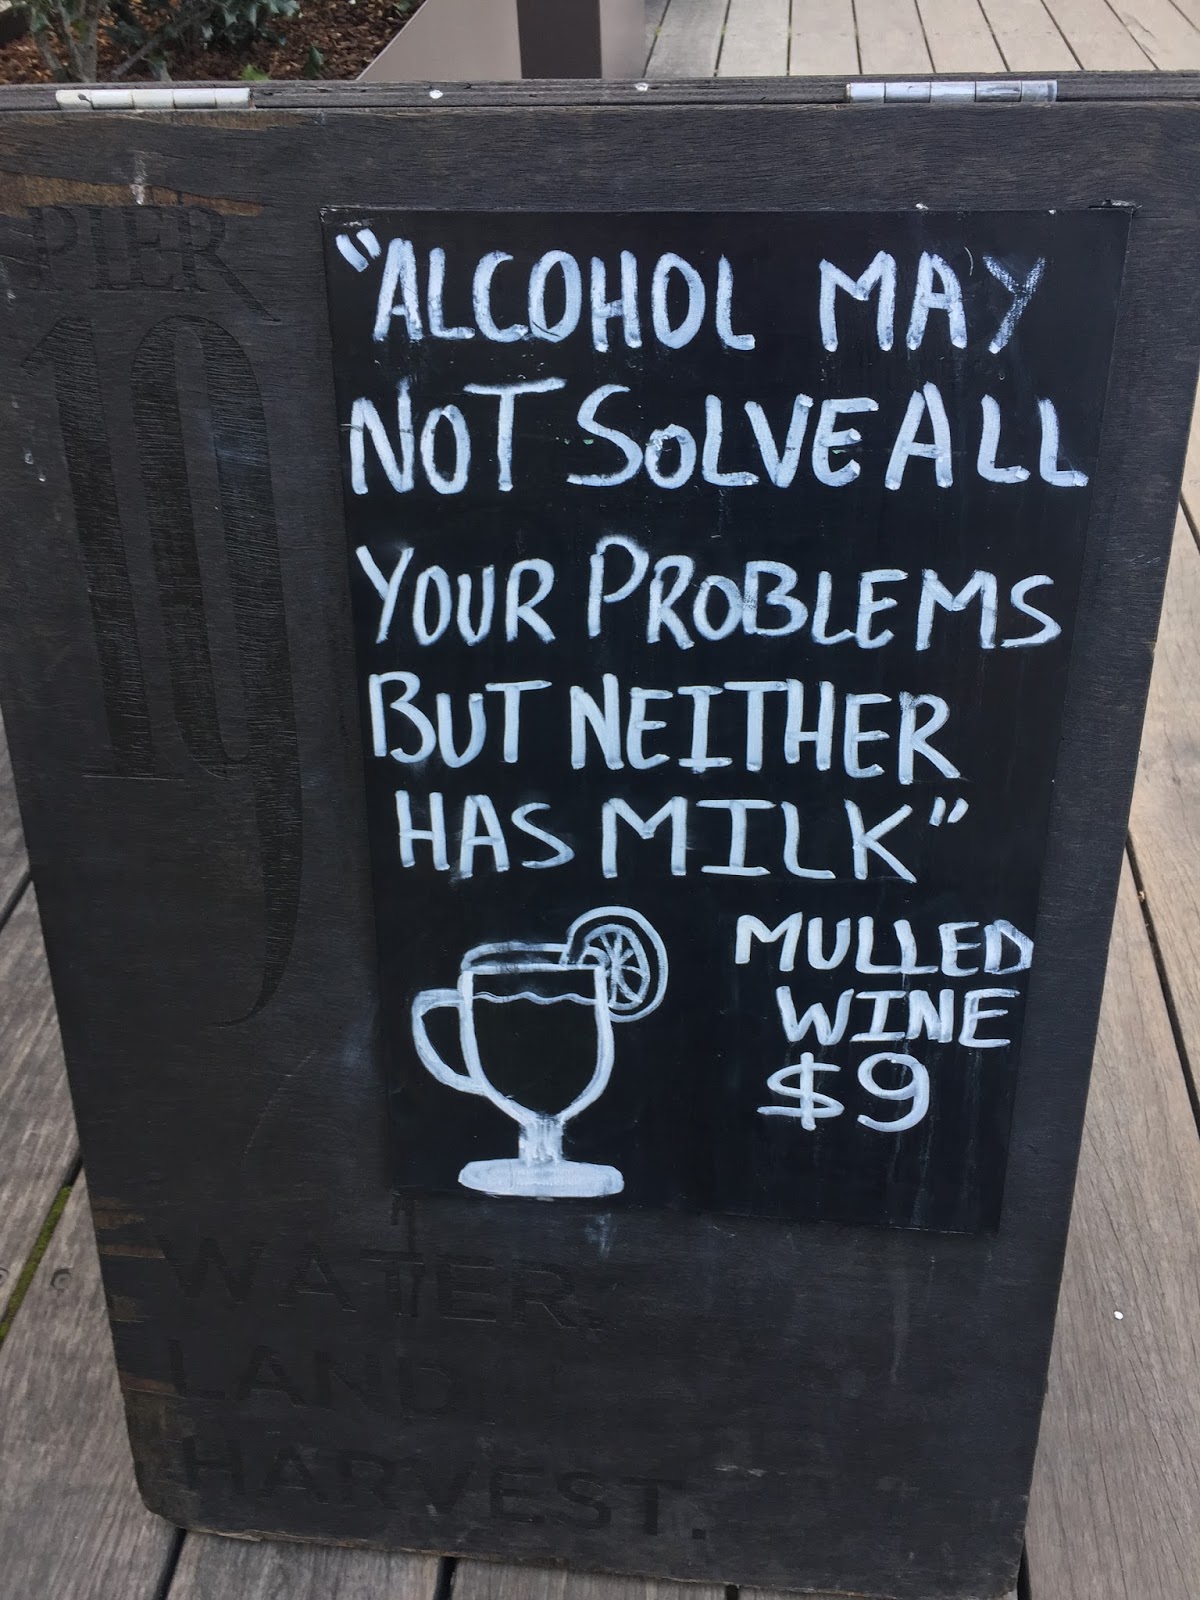 PIER
19
"ALCOHOL MAY
NOT SOLVE ALL
YOUR PROBLEMS
BUT NEITHER
HAS MILK"
MULLED
WINE
$9
WATER,
LAND
HARVEST.